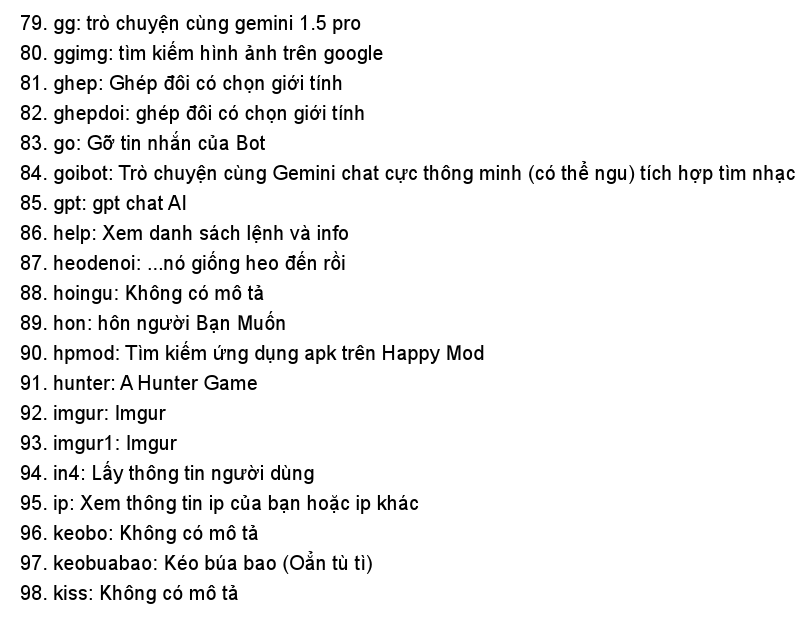 79. gg: trò chuyện cùng gemini 1.5 pro
80. ggimg: tìm kiếm hình ảnh trên google
81. ghep: Ghép đôi có chọn giới tính
82. ghepdoi: ghép đôi có chọn giới tính
83. go: Gỡ tin nhắn của Bot
84. goibot: Trò chuyện cùng Gemini chat cực thông minh (có thể ngu) tích hợp tìm nhạc
85. gpt: gpt chat AI
86. help: Xem danh sách lệnh và info
87. heodenoi: ...nó giống heo đến rồi
88. hoingu: Không có mô tả
89. hon: hôn người Bạn Muốn
90. hpmod: Tìm kiếm ứng dụng apk trên Happy Mod
91. hunter: A Hunter Game
92. imgur: Imgur
93. imgur1: Imgur
94. in4: Lấy thông tin người dùng
95. ip: Xem thông tin ip của bạn hoặc ip khác
96. keobo: Không có mô tả
97. keobuabao: Kéo búa bao (Oẳn tù tì)
98. kiss: Không có mô tả